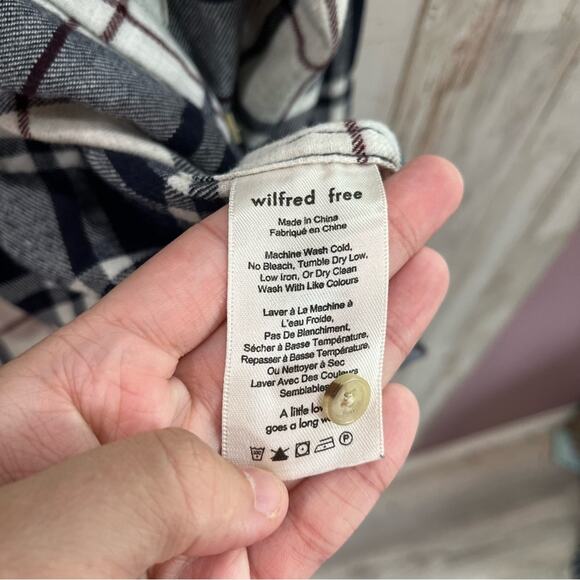 wilfred free
Made in China
Fabriqué en Chine
Machine Wash Cold,
No Bleach, Tumble Dry Low,
Low Iron, Or Dry Clean
Wash With Like Colours
Laver à La Machine à
L'eau Froide,
Pas De Blanchiment,
Sécher à Basse Température,
Repasser à Basse Température,
Ou Nettoyer à Sec
Laver Avec Des Couleurs
Semblables
A little lov
goes a long w
P